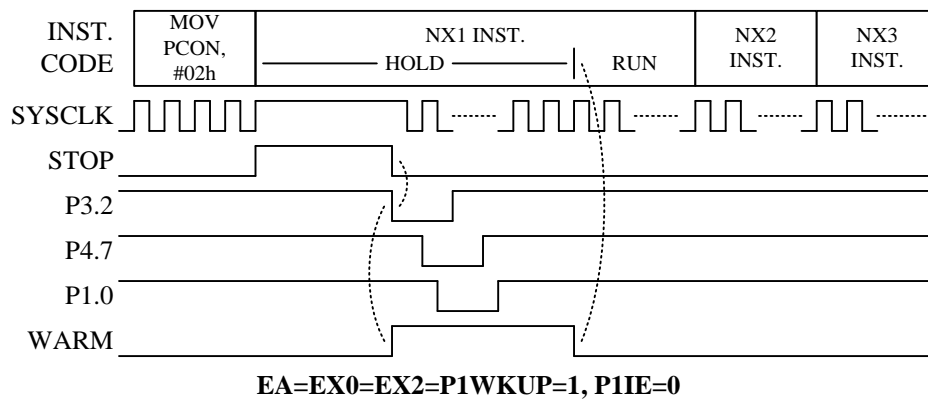 INST. CODE
MOV PCON, #02h
NX1 INST.
HOLD
RUN
NX2 INST.
NX3 INST.
SYSCLK
STOP
P3.2
P4.7
P1.0
WARM
EA=EX0=EX2=P1WKUP=1, P1IE=0